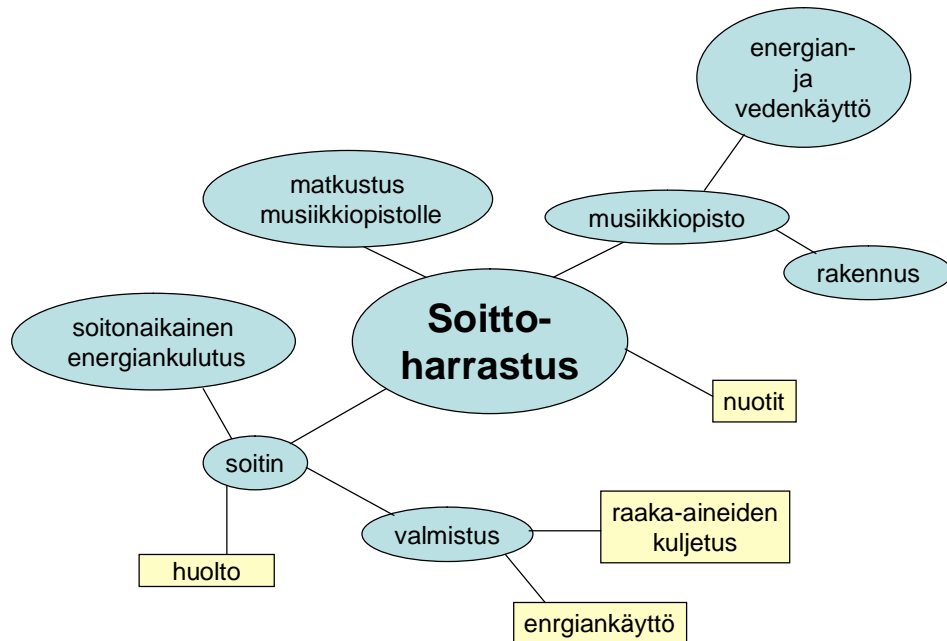 energian-
ja
vedenkäyttö
matkustus
musiikkiopistolle
musiikkiopisto
rakennus
Soitto-
harrastus
soitonaikainen
energiankulutus
nuotit
soitin
raaka-aineiden
kuljetus
valmistus
huolto
enrgiankäyttö